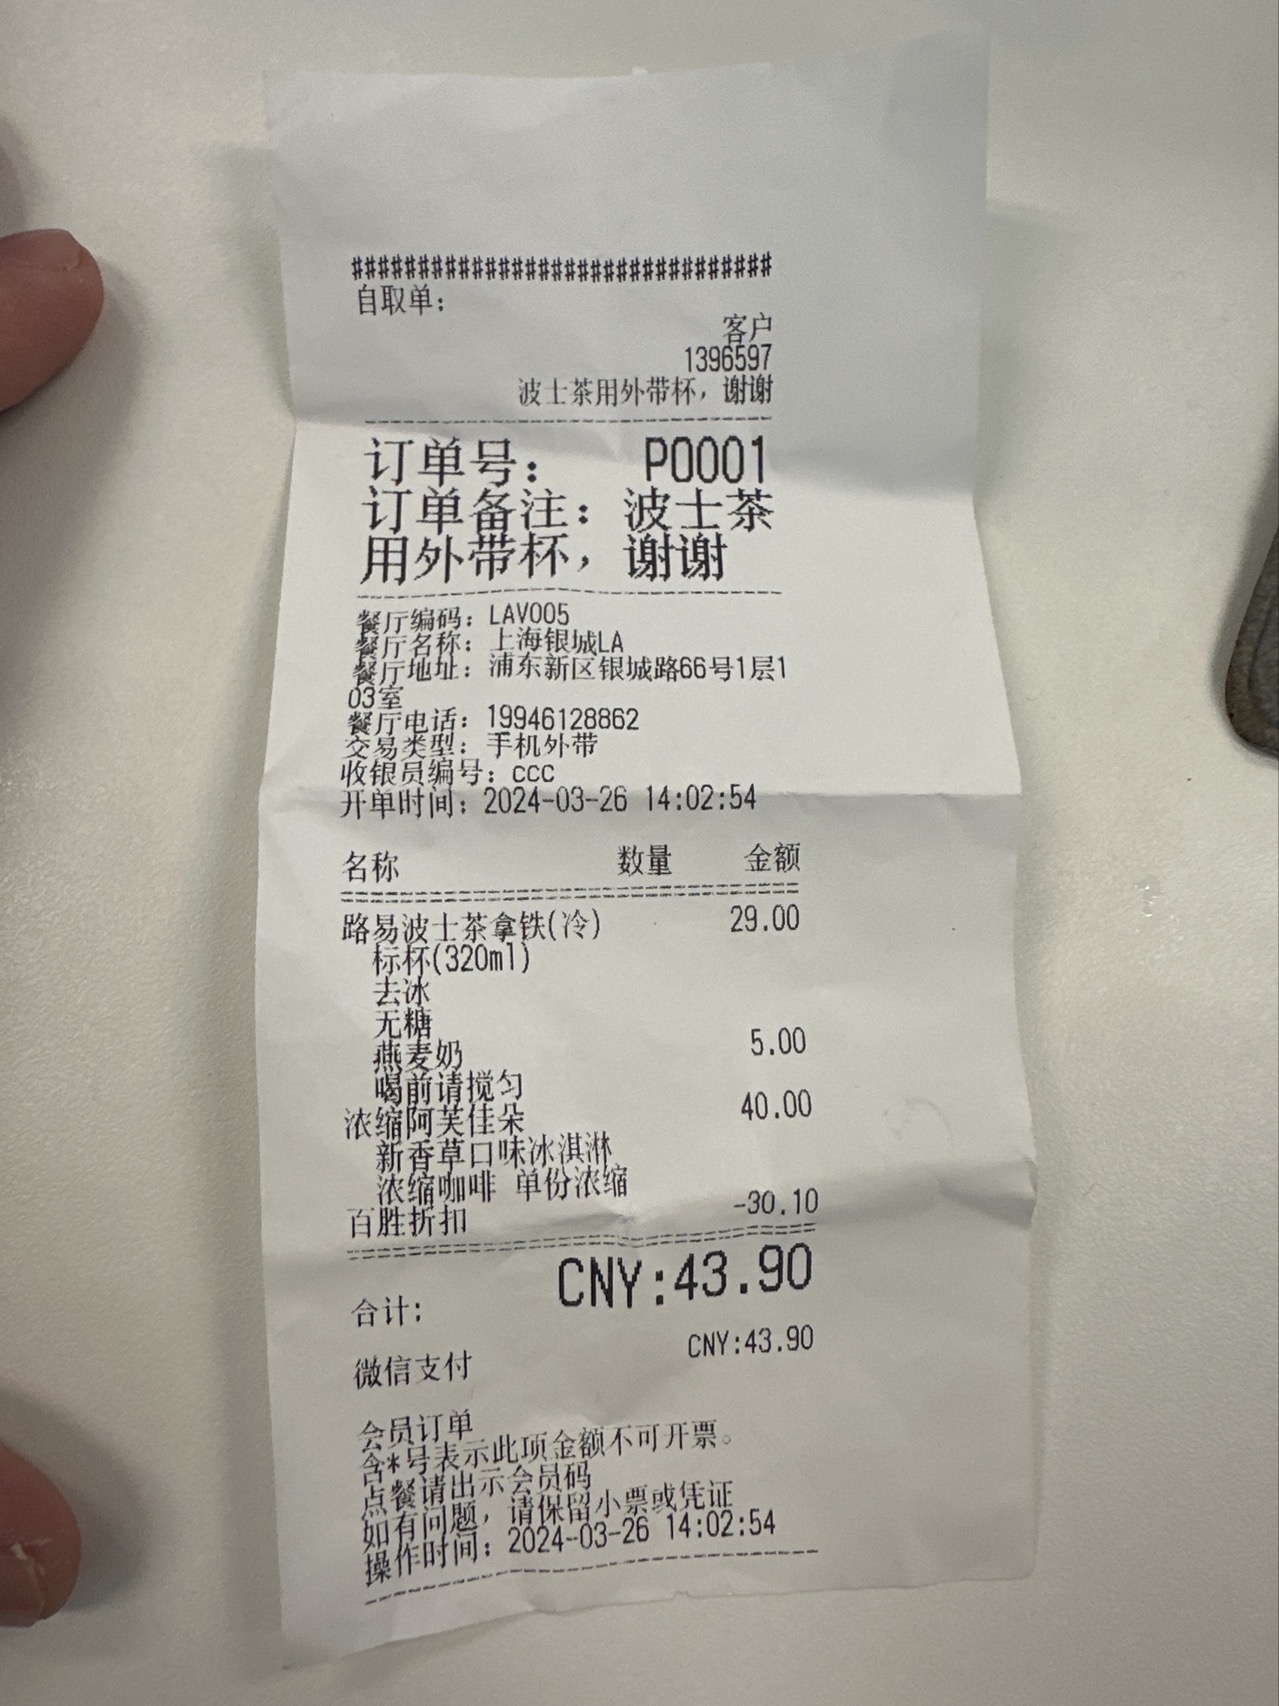 ################################
自取单：
客户
1396597
波士茶用外带杯，谢谢
订单号： P0001
订单备注：波士茶
用外带杯，谢谢
餐厅编码：LAV005
餐厅名称：上海银城LA
餐厅地址：浦东新区银城路66号1层1
03室
餐厅电话：19946128862
交易类型：手机外带
收银员编号：ccc
开单时间：2024-03-26 14:02:54
名称 数量 金额
路易波士茶拿铁(冷) 29.00
标杯(320ml)
去冰
无糖
燕麦奶 5.00
喝前请搅匀
浓缩阿芙佳朵 40.00
新香草口味冰淇淋
浓缩咖啡 单份浓缩
百胜折扣 -30.10
合计： CNY:43.90
微信支付 CNY:43.90
会员订单
含*号表示此项金额不可开票。
点餐请出示会员码
如有问题，请保留小票或凭证
操作时间：2024-03-26 14:02:54